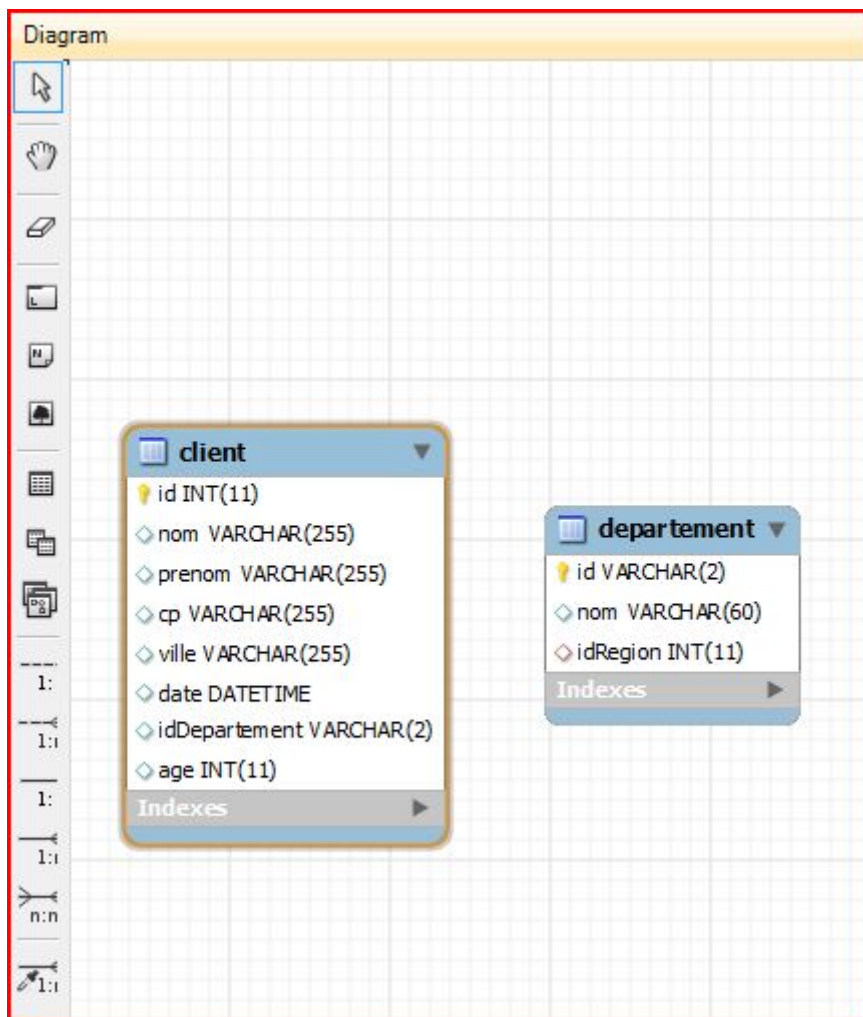 Diagram
client
id INT(11)
nom VARCHAR(255)
prenom VARCHAR(255)
cp VARCHAR(255)
ville VARCHAR(255)
date DATETIME
idDepartement VARCHAR(2)
age INT(11)
Indexes
departement
id VARCHAR(2)
nom VARCHAR(60)
idRegion INT(11)
Indexes
L
N
1:
1:
1:
1:
n:n
1: